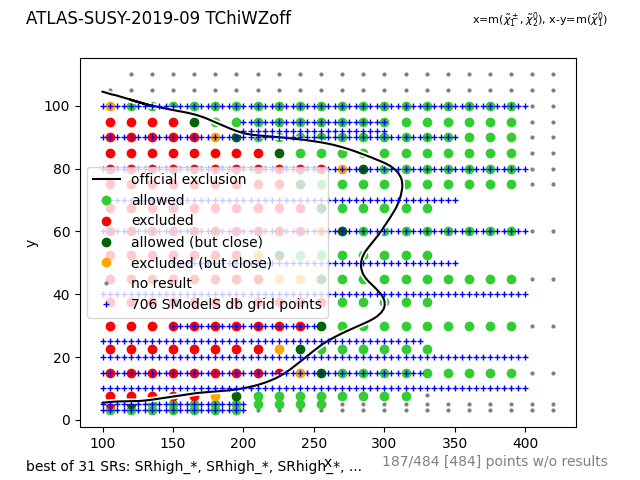 ATLAS-SUSY-2019-09 TChiWZoff
x=m(χ̃₁±, χ̃₂⁰), x-y=m(χ̃₁⁰)
100
80
60
40
20
0
y
official exclusion
allowed
excluded
allowed (but close)
excluded (but close)
no result
706 SModelS db grid points
100 150 200 250 300 350 400
x
best of 31 SRs: SRhigh_*, SRhigh_*, SRhigh_*, ...
187/484 [484] points w/o results